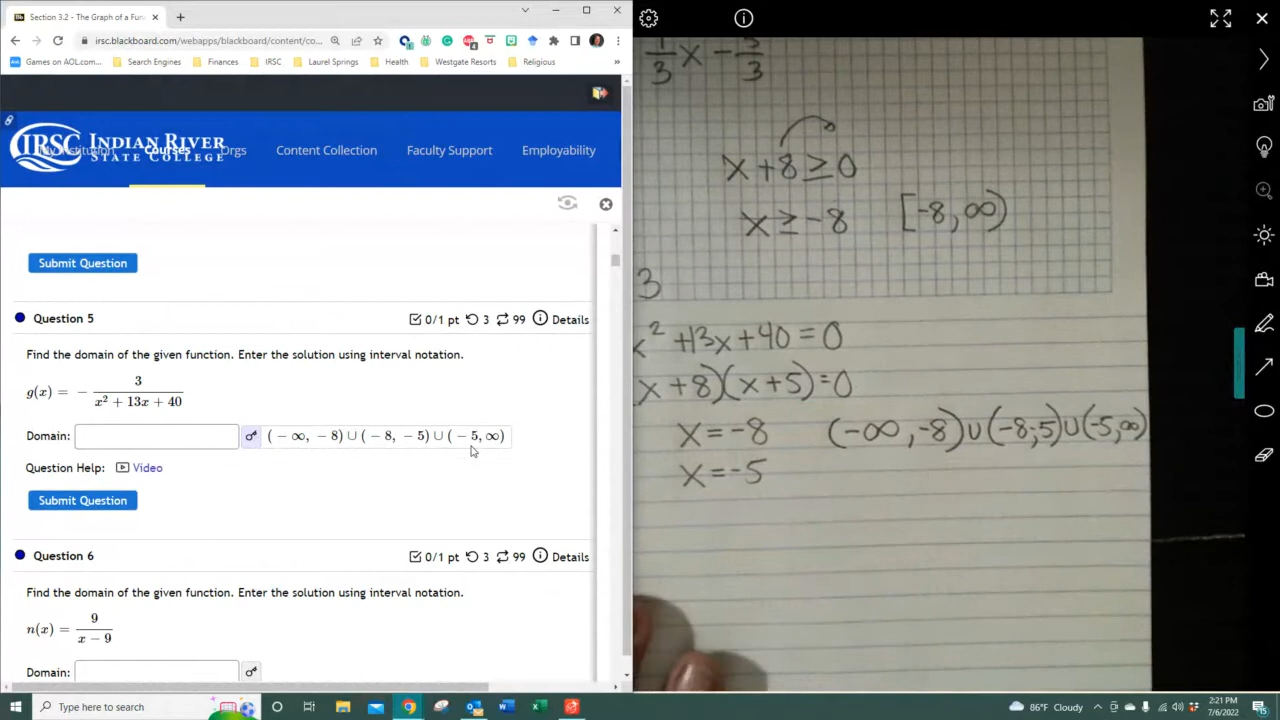 Section 3.2 - The Graph of a Fun
irsc.blackboard.com/webapps/blackboard/content/co...
Games on AOL.com... Search Engines Finances IRSC Laurel Springs Health Westgate Resorts Religious
IRSC INDIAN RIVER STATE COLLEGE
My Institution Courses Orgs Content Collection Faculty Support Employability
Submit Question
Question 5 0/1 pt 3 99 Details
Find the domain of the given function. Enter the solution using interval notation.
g(x) = - 3 / x² + 13x + 40
Domain: (-∞, -8) ∪ (-8, -5) ∪ (-5, ∞)
Question Help: Video
Submit Question
Question 6 0/1 pt 3 99 Details
Find the domain of the given function. Enter the solution using interval notation.
n(x) = 9 / x - 9
Domain:
x + 8 ≥ 0
x ≥ -8 [-8, ∞)
3
x² + 13x + 40 = 0
(x + 8)(x + 5) = 0
x = -8 (-∞, -8) ∪ (-8, -5) ∪ (-5, ∞)
x = -5
Type here to search
86°F Cloudy
2:21 PM
7/6/2022
15